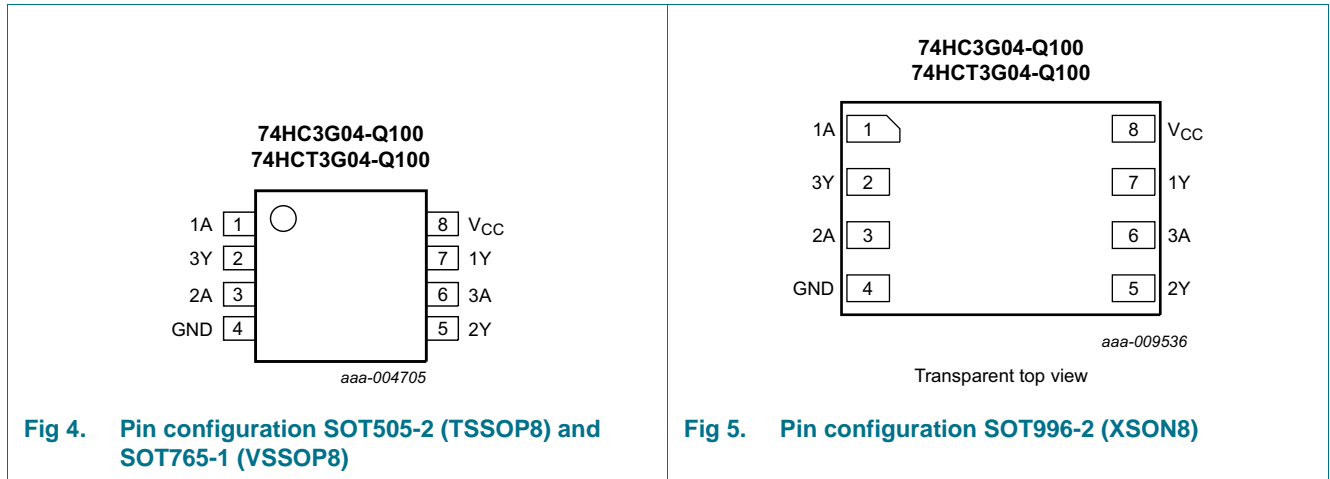 74HC3G04-Q100
74HCT3G04-Q100
1A 1 8 VCC
3Y 2 7 1Y
2A 3 6 3A
GND 4 5 2Y
aaa-004705
Fig 4. Pin configuration SOT505-2 (TSSOP8) and
SOT765-1 (VSSOP8)
74HC3G04-Q100
74HCT3G04-Q100
1A 1 8 VCC
3Y 2 7 1Y
2A 3 6 3A
GND 4 5 2Y
aaa-009536
Transparent top view
Fig 5. Pin configuration SOT996-2 (XSON8)